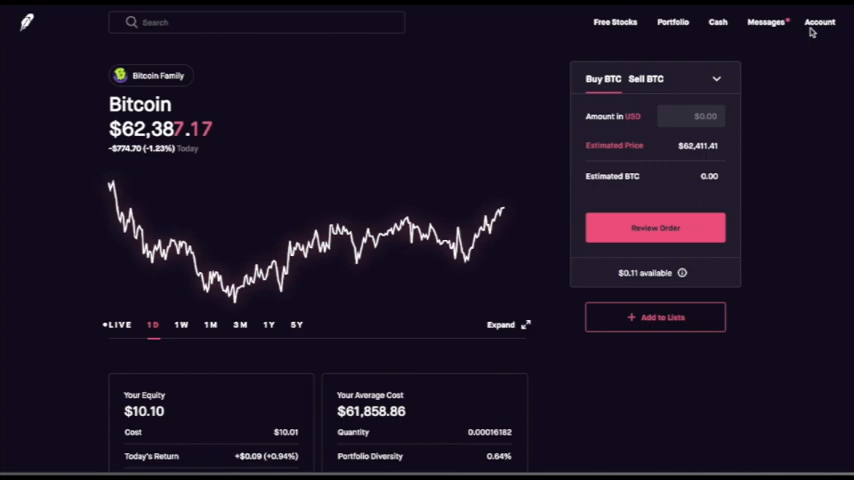 Search
Free Stocks Portfolio Cash Messages Account
Bitcoin Family
Bitcoin
$62,387.17
-$774.70 (-1.23%) Today
Buy BTC Sell BTC
Amount in USD $0.00
Estimated Price $62,411.41
Estimated BTC 0.00
Review Order
$0.11 available
+ Add to Lists
LIVE 1D 1W 1M 3M 1Y 5Y
Expand
Your Equity
$10.10
Cost $10.01
Today's Return +$0.09 (+0.94%)
Your Average Cost
$61,858.86
Quantity 0.00016182
Portfolio Diversity 0.64%